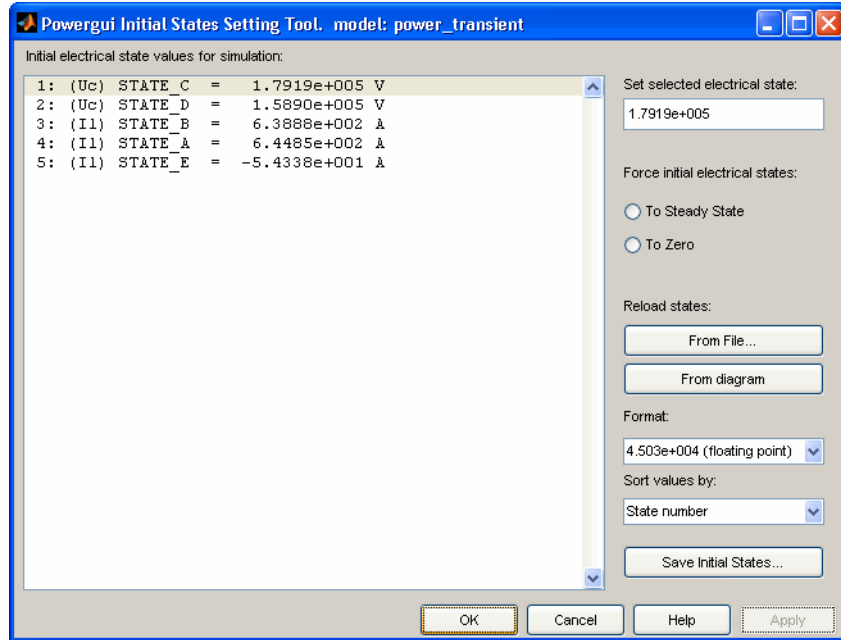 Powergui Initial States Setting Tool. model: power_transient
Initial electrical state values for simulation:
1: (Uc) STATE_C = 1.7919e+005 V
2: (Uc) STATE_D = 1.5890e+005 V
3: (Il) STATE_B = 6.3888e+002 A
4: (Il) STATE_A = 6.4485e+002 A
5: (Il) STATE_E = -5.4338e+001 A
Set selected electrical state:
1.7919e+005
Force initial electrical states:
To Steady State
To Zero
Reload states:
From File...
From diagram
Format:
4.503e+004 (floating point)
Sort values by:
State number
Save Initial States...
OK Cancel Help Apply